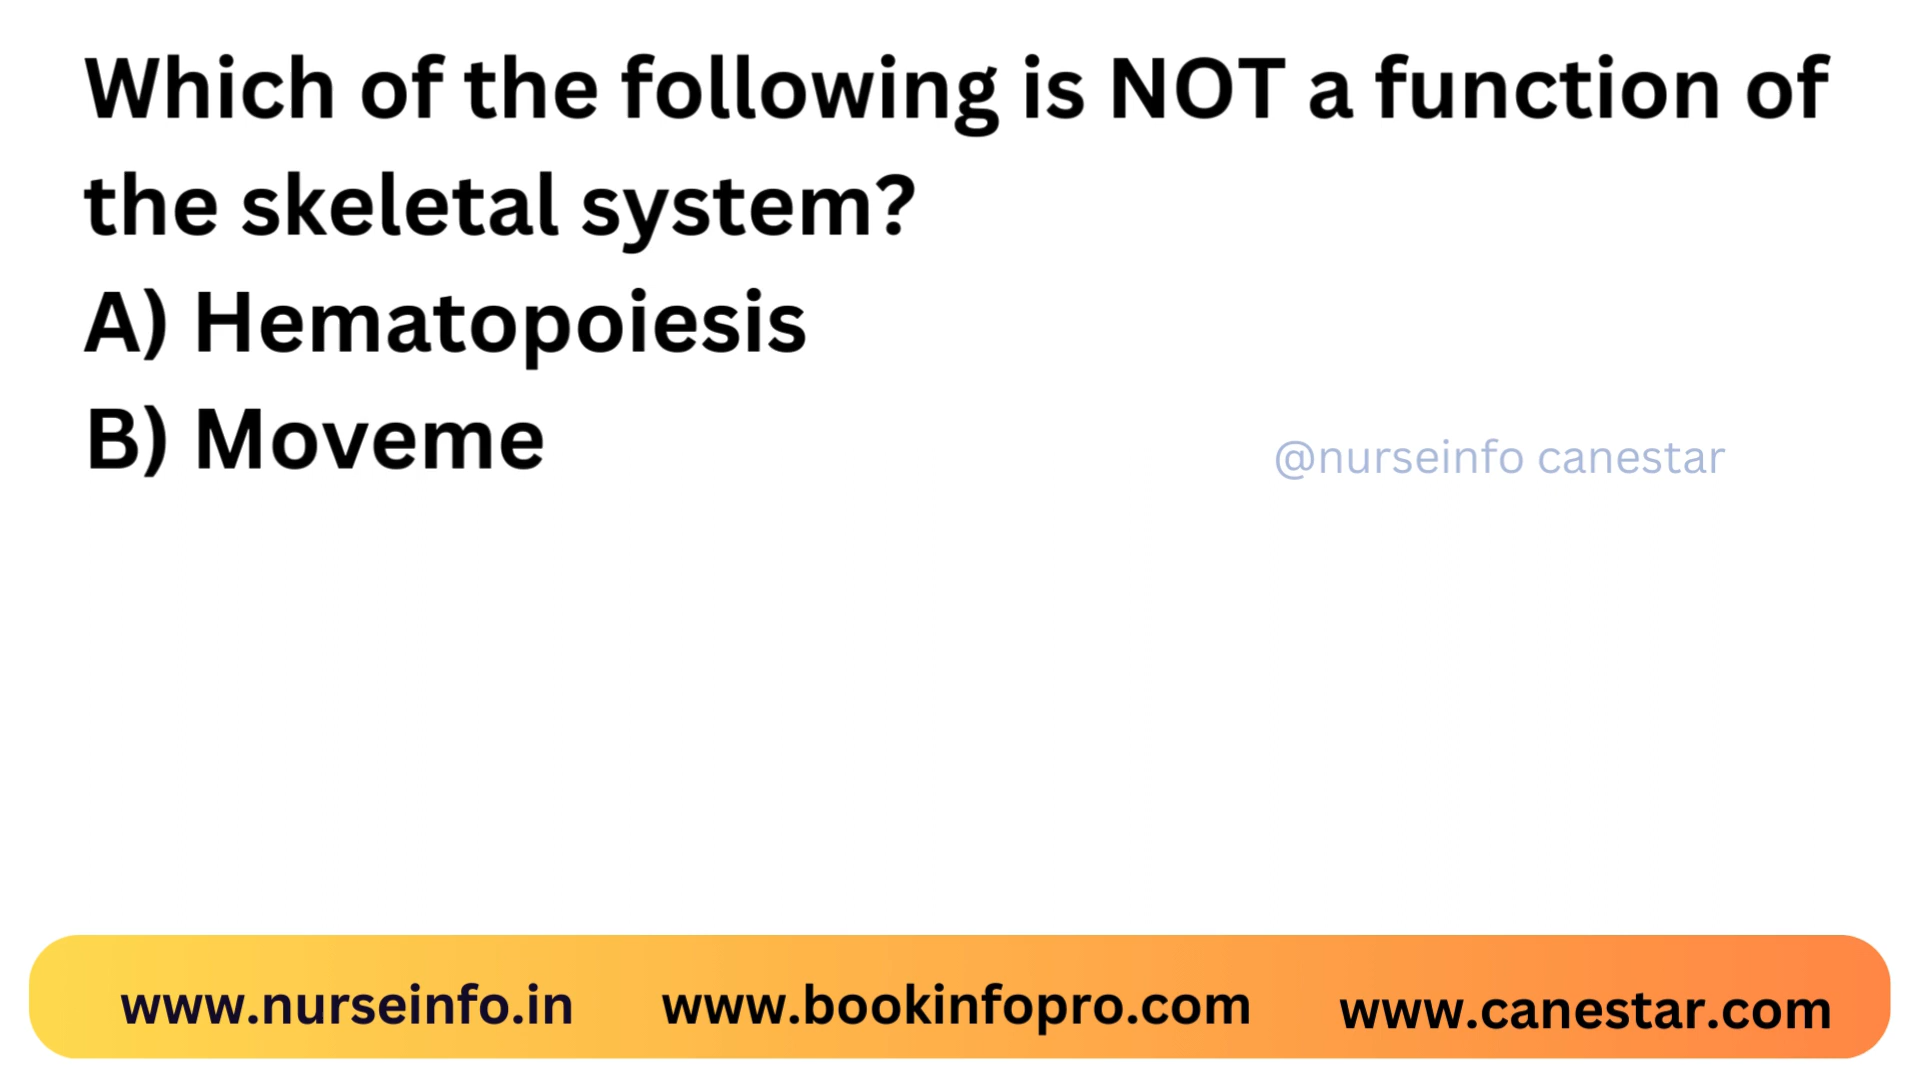 Which of the following is NOT a function of
the skeletal system?
A) Hematopoiesis
B) Moveme
@nurseinfo canestar
www.nurseinfo.in www.bookinfopro.com www.canestar.com